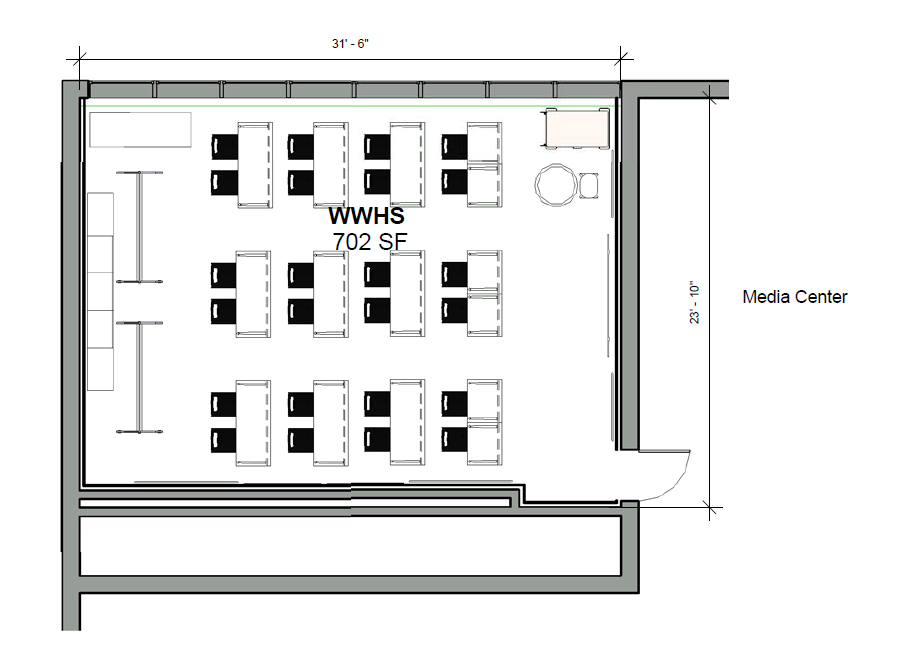 31' - 6"
WWHS
702 SF
23' - 10"
Media Center